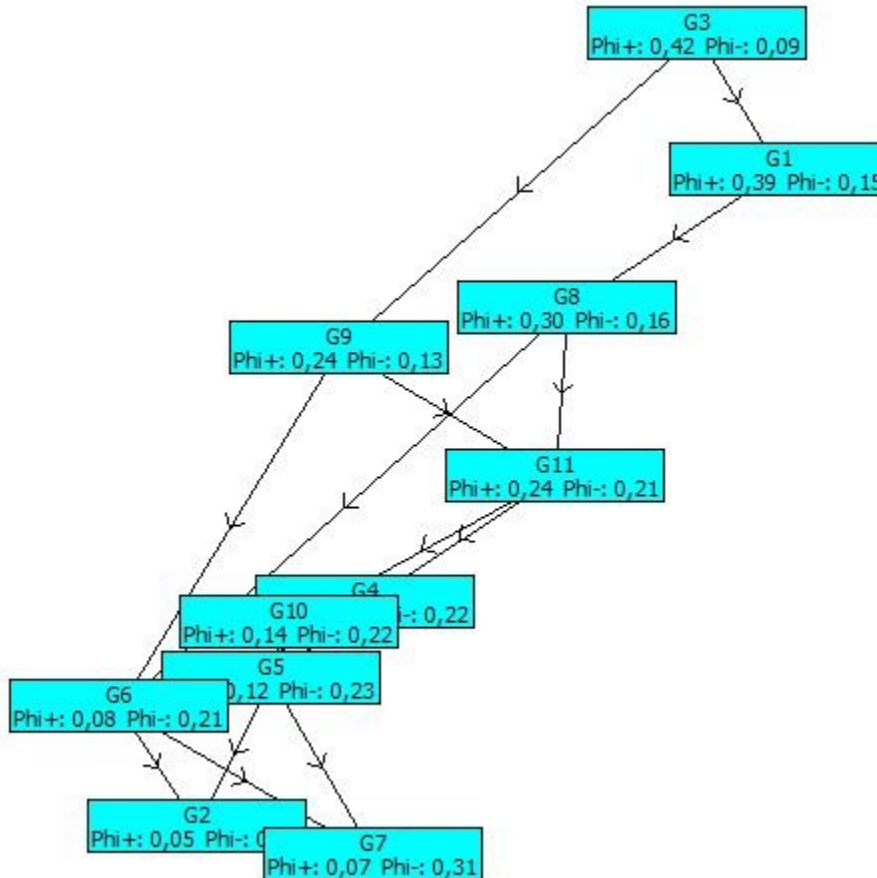 G3
Phi+: 0,42 Phi-: 0,09
G1
Phi+: 0,39 Phi-: 0,15
G8
Phi+: 0,30 Phi-: 0,16
G9
Phi+: 0,24 Phi-: 0,13
G11
Phi+: 0,24 Phi-: 0,21
G4
0,22
G10
Phi+: 0,14 Phi-: 0,22
G5
0,12 Phi-: 0,23
G6
Phi+: 0,08 Phi-: 0,21
G2
Phi+: 0,05 Phi-:
G7
Phi+: 0,07 Phi-: 0,31